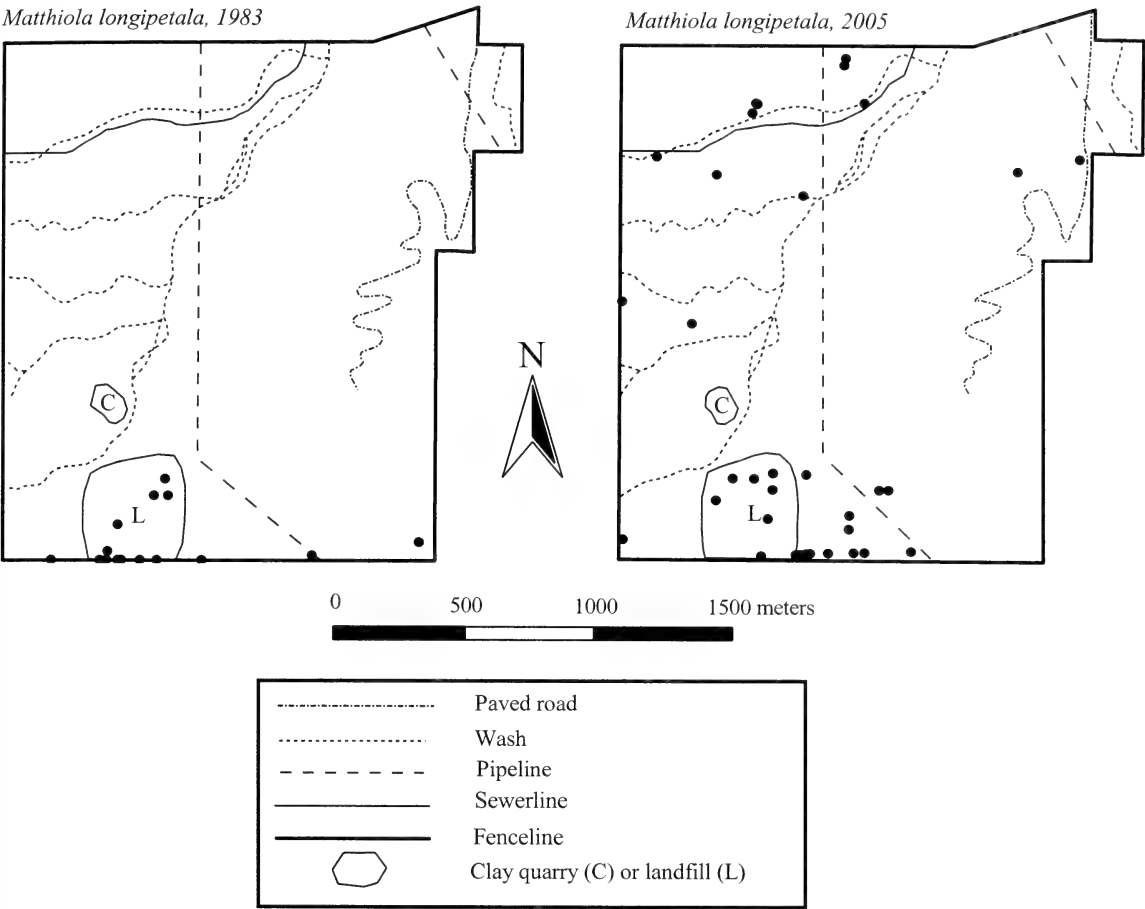 Matthiola longipetala, 1983
Matthiola longipetala, 2005
C
L
N
C
L
0 500 1000 1500 meters
Paved road
Wash
Pipeline
Sewerline
Fenceline
Clay quarry (C) or landfill (L)